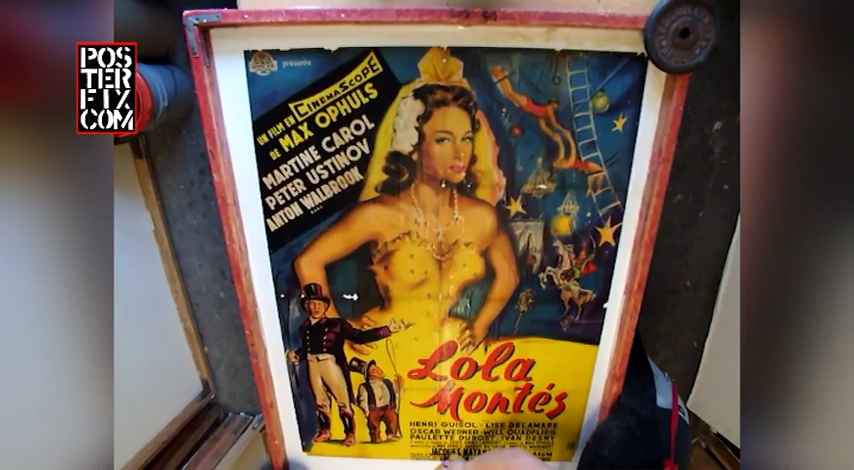 POS
TER
FIX
COM
présente
UN FILM EN CINEMASCOPE
DE MAX OPHULS
MARTINE CAROL
PETER USTINOV
ANTON WALBROOK
Lola
Montés
HENRI GUISOL - LISE DELAMARE
OSCAR WERNER - WILL QUADFLIEG
PAULETTE DUBOST, IVAN DESNY